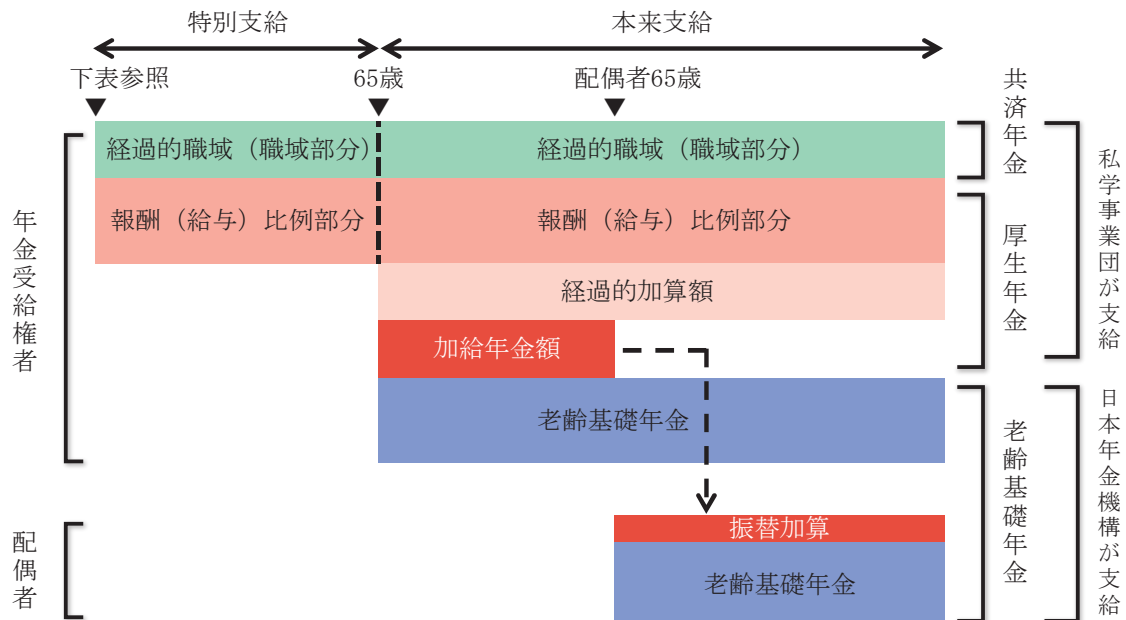 特別支給
本来支給
下表参照
65歳
配偶者65歳
経過的職域（職域部分）
経過的職域（職域部分）
報酬（給与）比例部分
報酬（給与）比例部分
経過的加算額
加給年金額
老齢基礎年金
振替加算
老齢基礎年金
年金受給権者
配偶者
共済年金
厚生年金
老齢基礎年金
私学事業団が支給
日本年金機構が支給